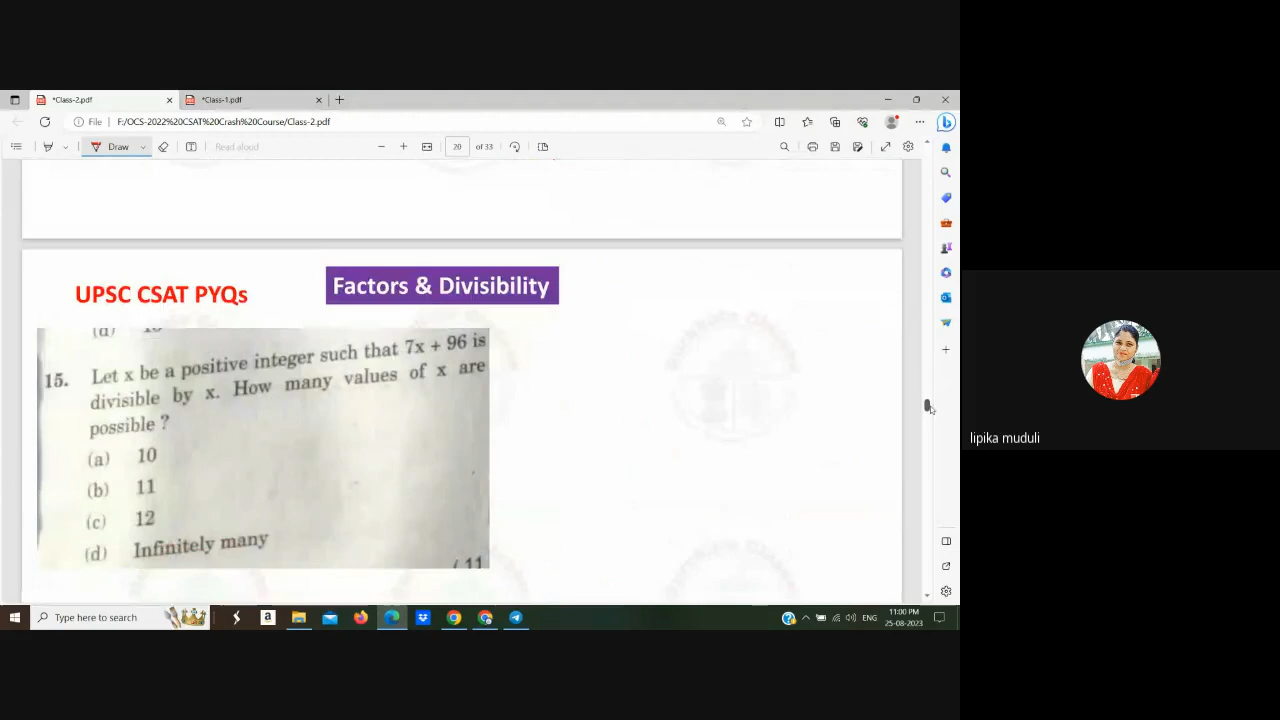 *Class-2.pdf
*Class-1.pdf
File
F:/OCS-2022%20CSAT%20Crash%20Course/Class-2.pdf
Draw
Read aloud
20
of 33
UPSC CSAT PYQs
Factors & Divisibility
15. Let x be a positive integer such that 7x + 96 is
divisible by x. How many values of x are
possible ?
(a) 10
(b) 11
(c) 12
(d) Infinitely many
lipika muduli
Type here to search
ENG
11:00 PM
25-08-2023